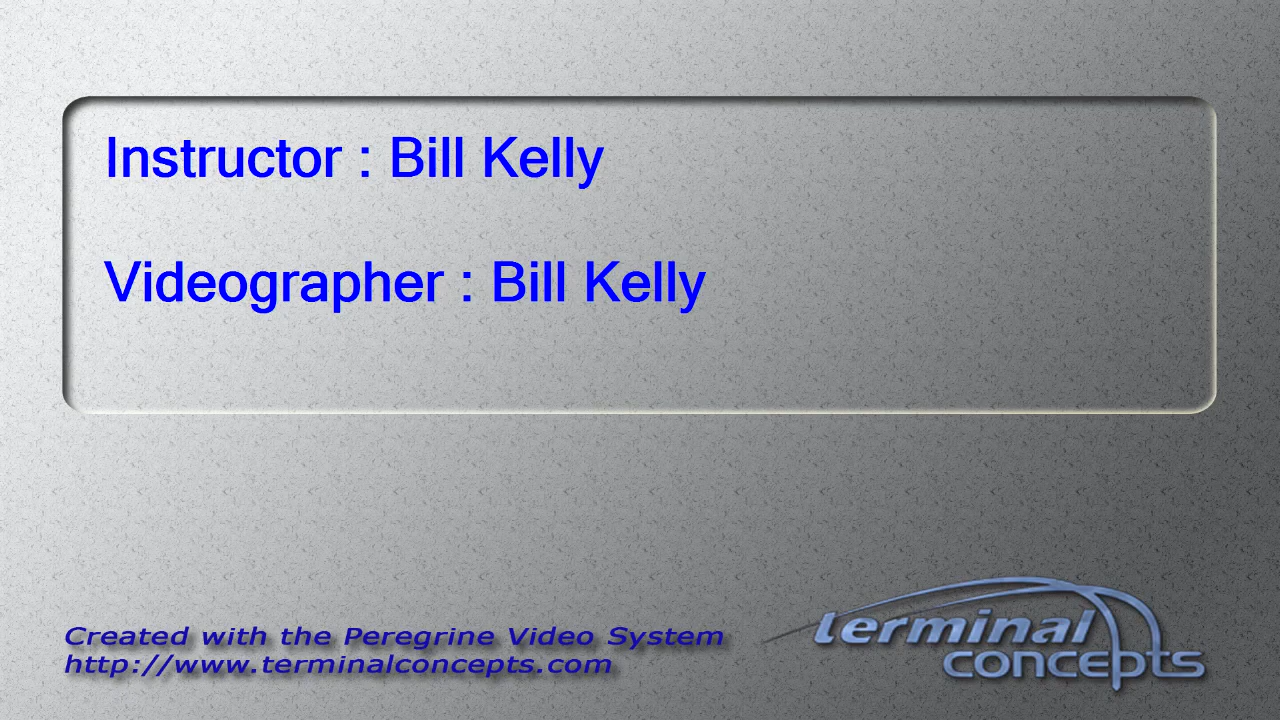 Instructor : Bill Kelly
Videographer : Bill Kelly
Created with the Peregrine Video System
http://www.terminalconcepts.com
terminal
concepts